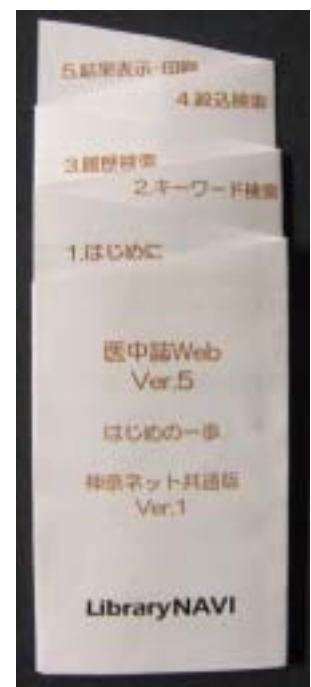 5.結果表示・印刷
4.絞込検索
3.履歴検索
2.キーワード検索
1.はじめに
医中誌Web
Ver.5
はじめの一歩
神奈ネット共通版
Ver.1
LibraryNAVI